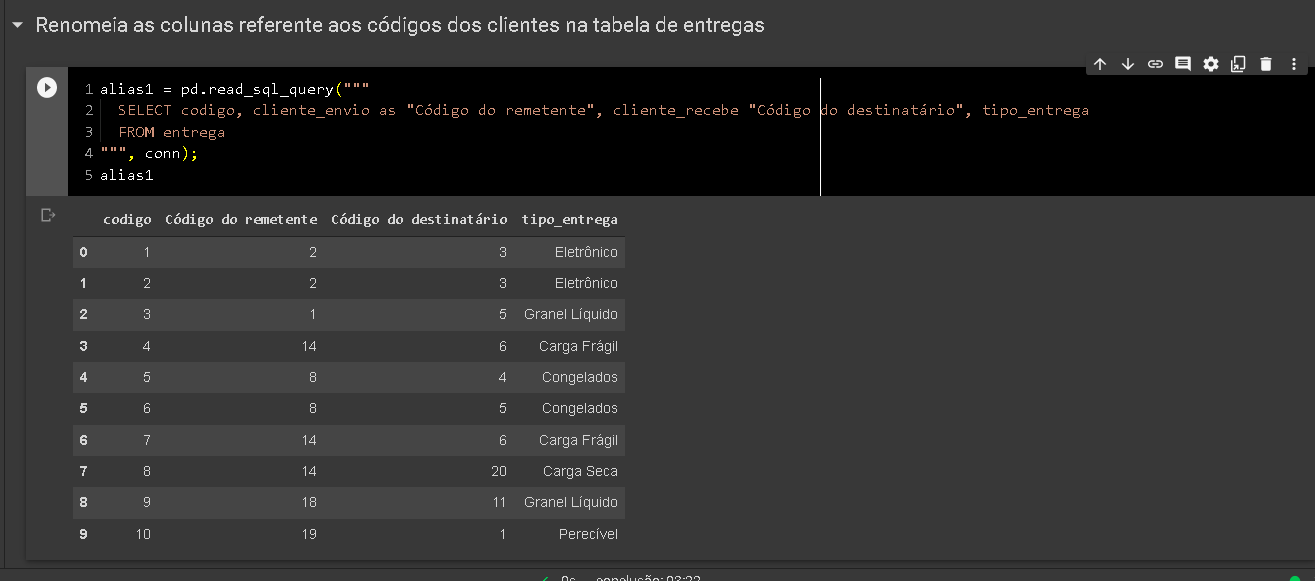 Renomeia as colunas referente aos códigos dos clientes na tabela de entregas
1 alias1 = pd.read_sql_query("""
2 SELECT codigo, cliente_envio as "Código do remetente", cliente_recebe "Código do destinatário", tipo_entrega
3 FROM entrega
4 """, conn);
5 alias1
codigo Código do remetente Código do destinatário tipo_entrega
0 1 2 3 Eletrônico
1 2 2 3 Eletrônico
2 3 1 5 Granel Líquido
3 4 14 6 Carga Frágil
4 5 8 4 Congelados
5 6 8 5 Congelados
6 7 14 6 Carga Frágil
7 8 14 20 Carga Seca
8 9 18 11 Granel Líquido
9 10 19 1 Perecível
0s conclusão: 03:22